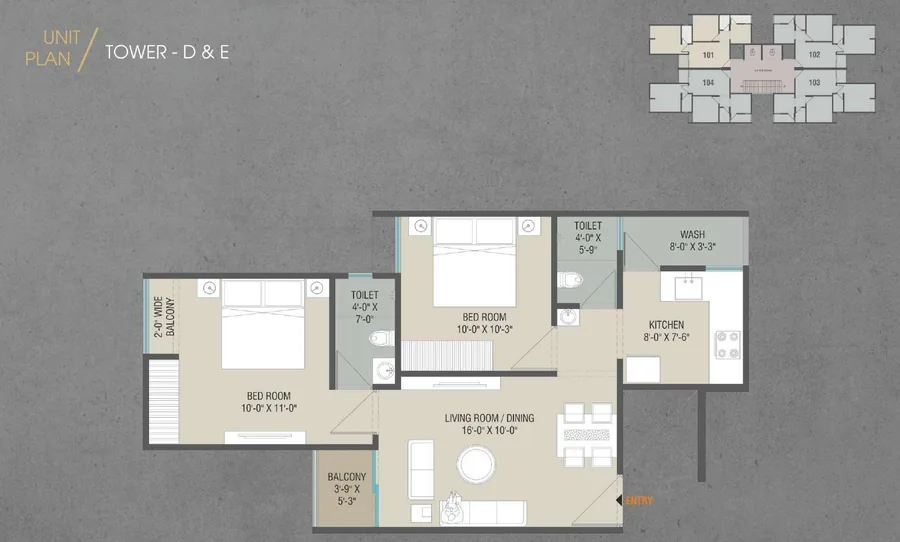 UNIT
PLAN
TOWER - D & E
101
102
104
103
TOILET
4'-0" X
5'-9"
WASH
8'-0" X 3'-3"
BED ROOM
10'-0" X 10'-3"
KITCHEN
8'-0" X 7'-6"
2'-0" WIDE
BALCONY
TOILET
4'-0" X
7'-0"
BED ROOM
10'-0" X 11'-0"
LIVING ROOM / DINING
16'-0" X 10'-0"
BALCONY
3'-9" X
5'-3"
ENTRY